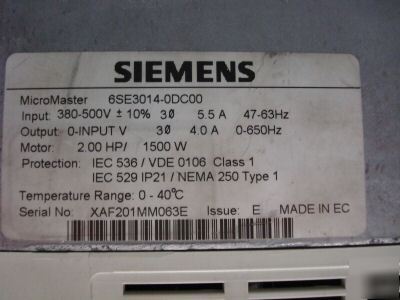 SIEMENS
MicroMaster 6SE3014-0DC00
Input: 380-500V ± 10% 3Ø 5.5 A 47-63Hz
Output: 0-INPUT V 3Ø 4.0 A 0-650Hz
Motor: 2.00 HP/ 1500 W
Protection: IEC 536 / VDE 0106 Class 1
IEC 529 IP21 / NEMA 250 Type 1
Temperature Range: 0 - 40°C
Serial No: XAF201MM063E Issue: E MADE IN EC